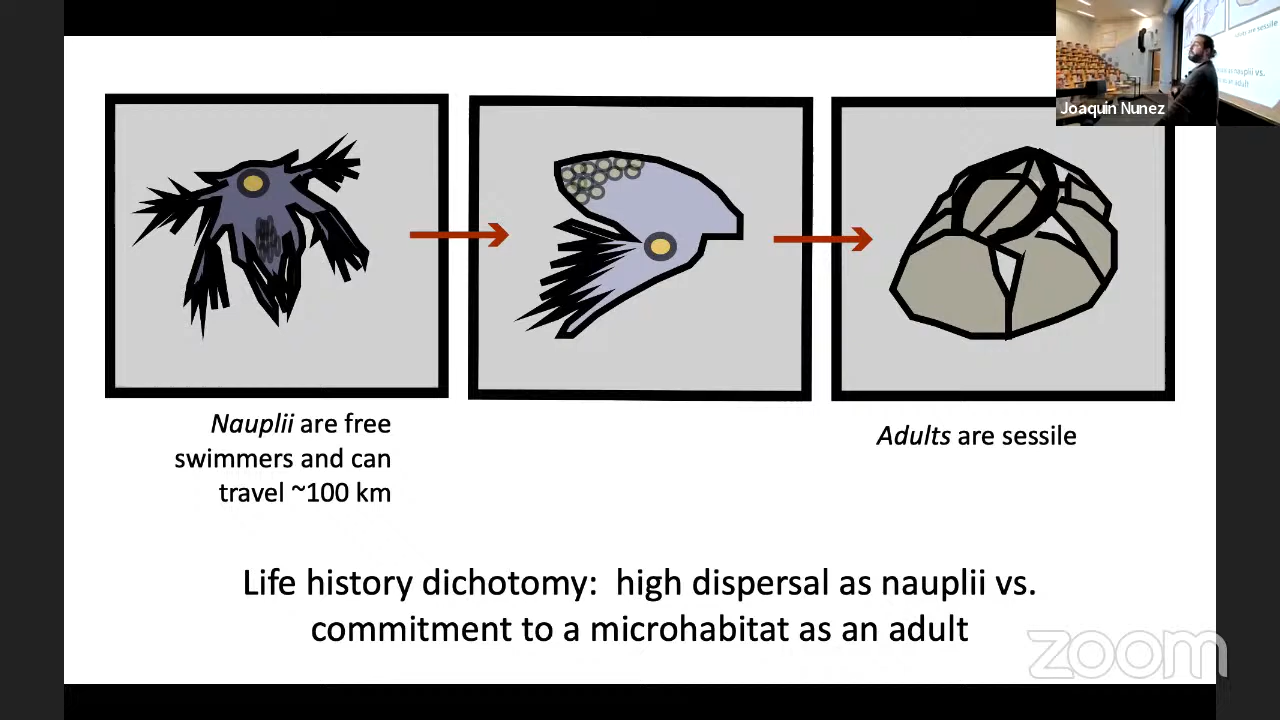 Joaquin Nunez
Nauplii are free
swimmers and can
travel ~100 km
Adults are sessile
Life history dichotomy:  high dispersal as nauplii vs.
commitment to a microhabitat as an adult
zoom